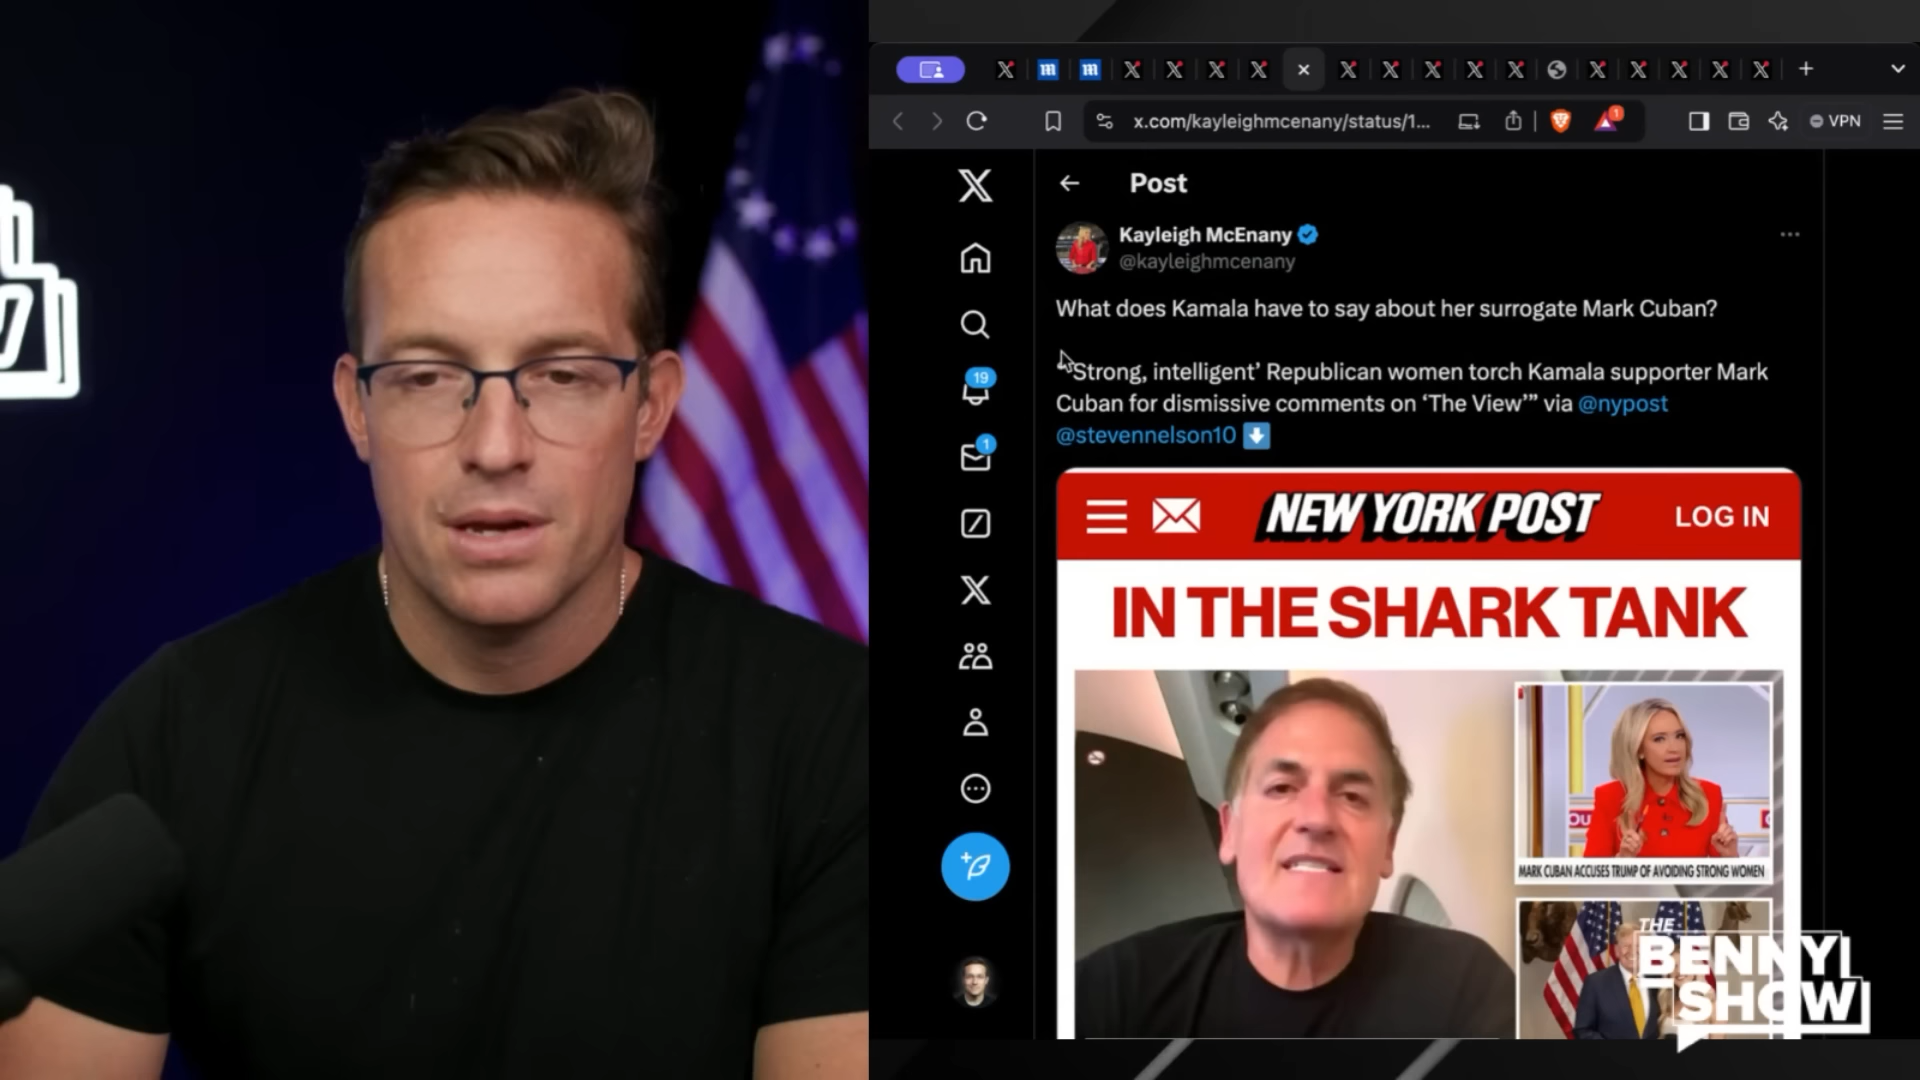 x.com/kayleighmcenany/status/1...
VPN
1
Post
Kayleigh McEnany
@kayleighmcenany
What does Kamala have to say about her surrogate Mark Cuban?
“‘Strong, intelligent’ Republican women torch Kamala supporter Mark
Cuban for dismissive comments on ‘The View’” via @nypost
@stevennelson10
19
1
NEW YORK POST
LOG IN
IN THE SHARK TANK
MARK CUBAN ACCUSES TRUMP OF AVOIDING STRONG WOMEN
THE
BENNY
SHOW